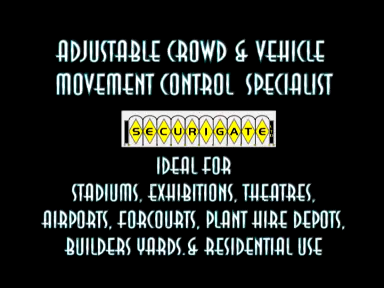 ADJUSTABLE CROWD & VEHICLE
MOVEMENT CONTROL SPECIALIST
SECURIGATE
IDEAL FOR
STADIUMS, EXHIBITIONS, THEATRES,
AIRPORTS, FORCOURTS, PLANT HIRE DEPOTS,
BUILDERS YARDS.& RESIDENTIAL USE